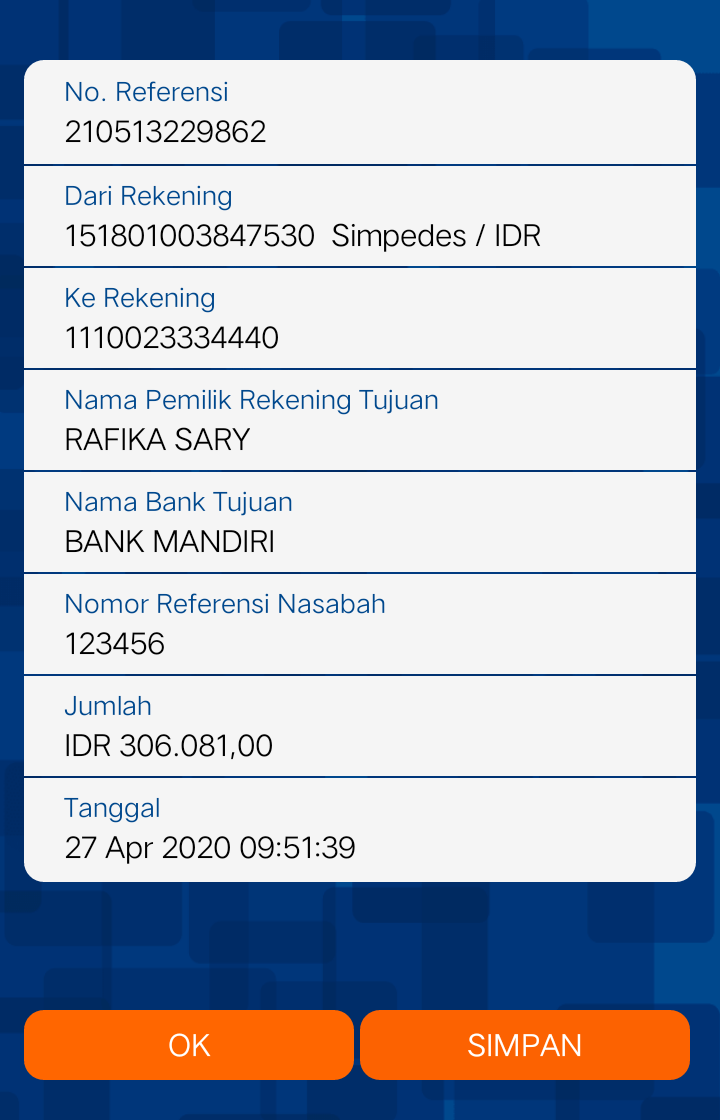 No. Referensi
210513229862
Dari Rekening
151801003847530 Simpedes / IDR
Ke Rekening
1110023334440
Nama Pemilik Rekening Tujuan
RAFIKA SARY
Nama Bank Tujuan
BANK MANDIRI
Nomor Referensi Nasabah
123456
Jumlah
IDR 306.081,00
Tanggal
27 Apr 2020 09:51:39
OK
SIMPAN